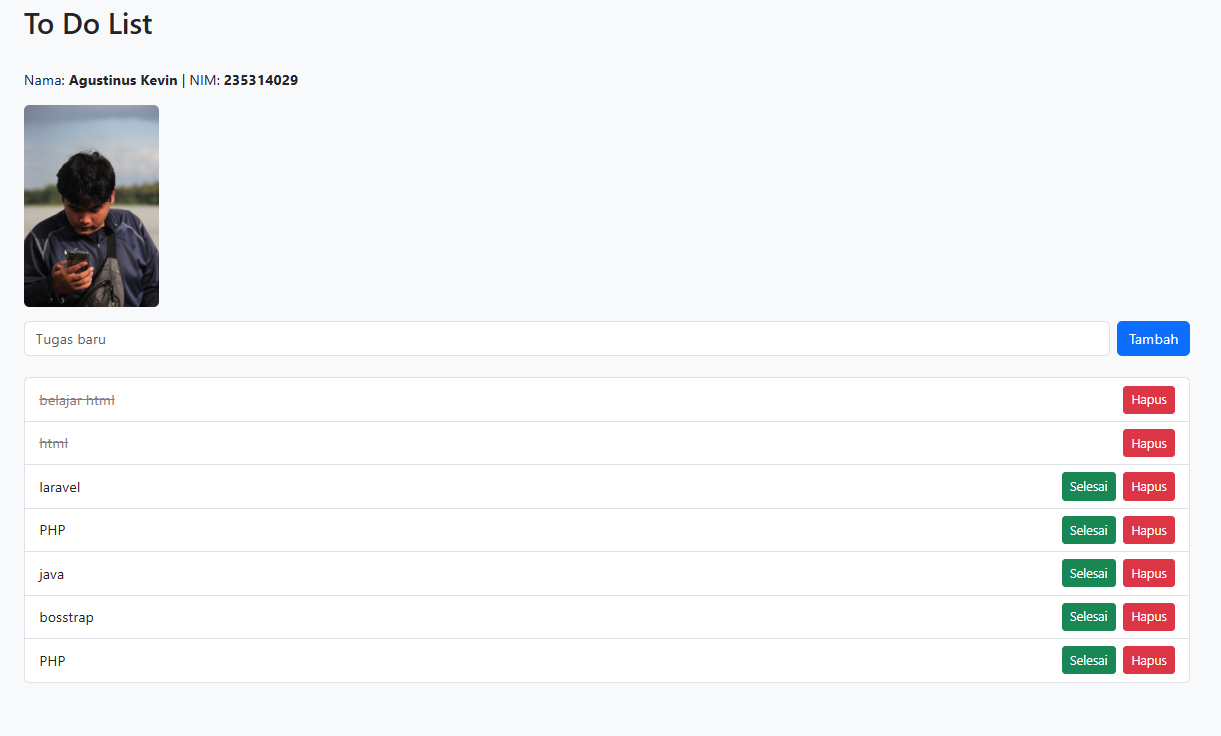 To Do List
Nama: Agustinus Kevin | NIM: 235314029
Tugas baru Tambah
belajar html Hapus
html Hapus
laravel Selesai Hapus
PHP Selesai Hapus
java Selesai Hapus
bosstrap Selesai Hapus
PHP Selesai Hapus